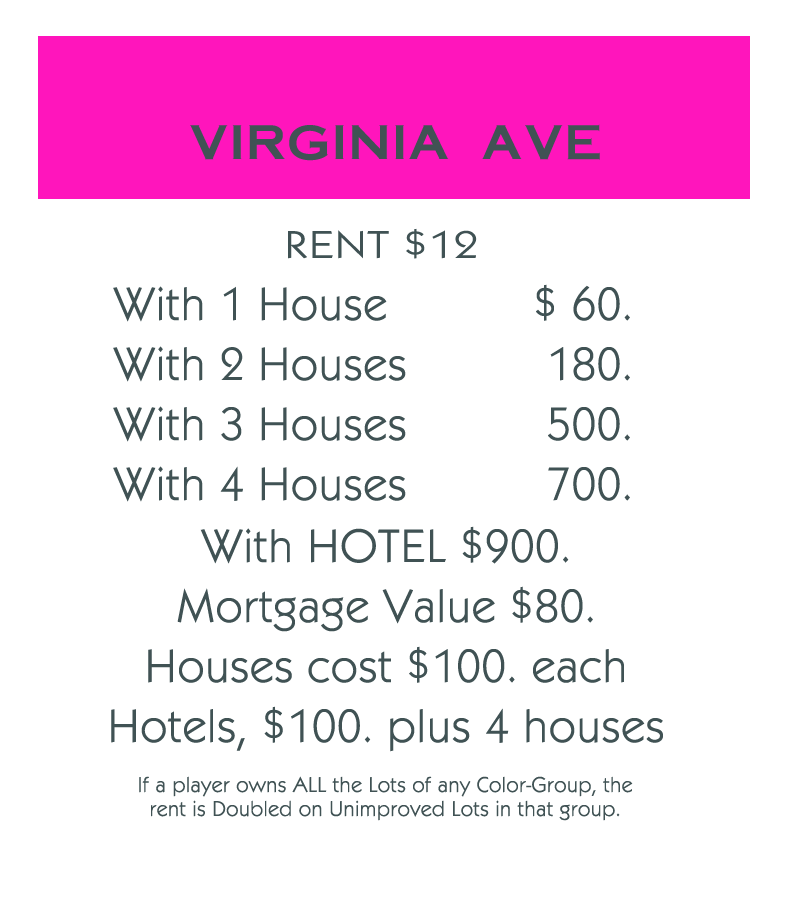 VIRGINIA AVE
RENT $12
With 1 House $ 60.
With 2 Houses 180.
With 3 Houses 500.
With 4 Houses 700.
With HOTEL $900.
Mortgage Value $80.
Houses cost $100. each
Hotels, $100. plus 4 houses
If a player owns ALL the Lots of any Color-Group, the
rent is Doubled on Unimproved Lots in that group.